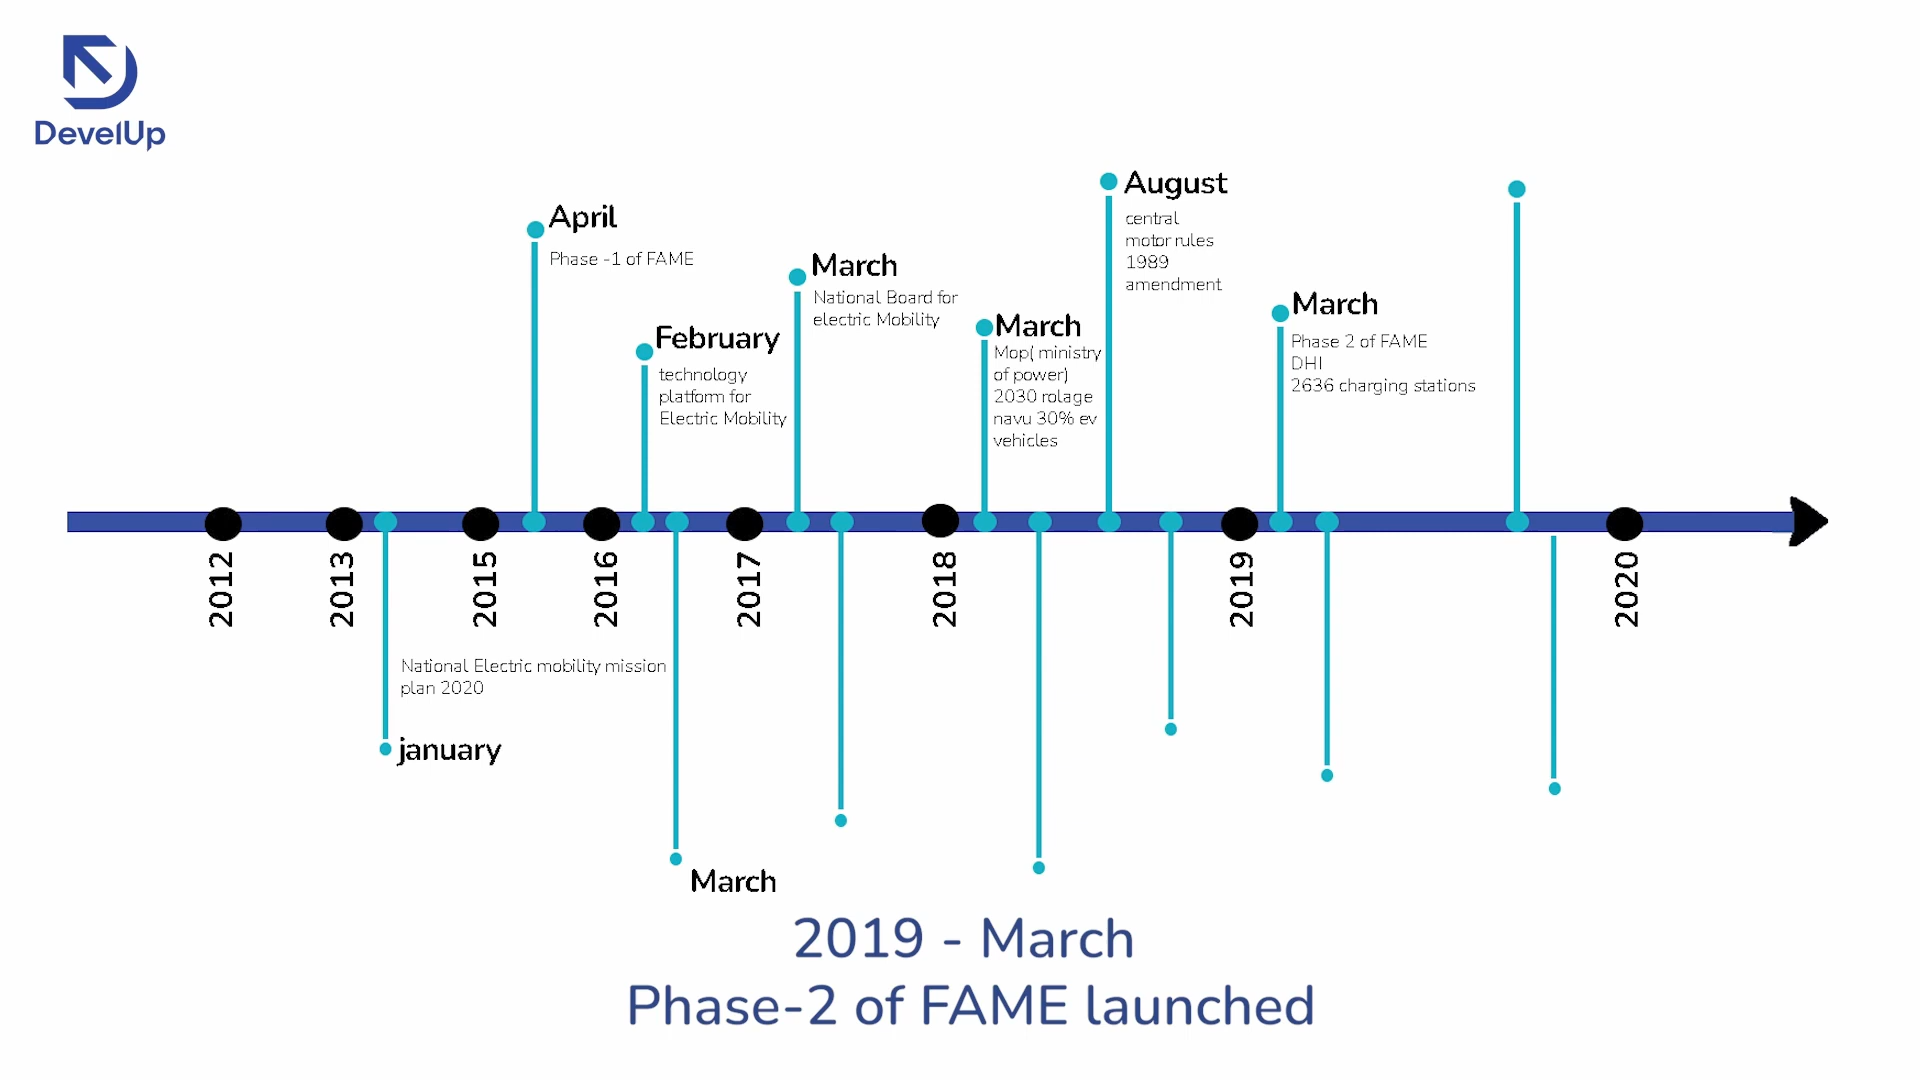 DevelUp
August
central
motor rules
1989
amendment
April
Phase -1 of FAME
March
National Board for
electric Mobility
March
Phase 2 of FAME
DHI
2636 charging stations
March
Mop( ministry
of power)
2030 rolage
navu 30% ev
vehicles
February
technology
platform for
Electric Mobility
2012
2013
2015
2016
2017
2018
2019
2020
National Electric mobility mission
plan 2020
january
March
2019 - March
Phase-2 of FAME launched